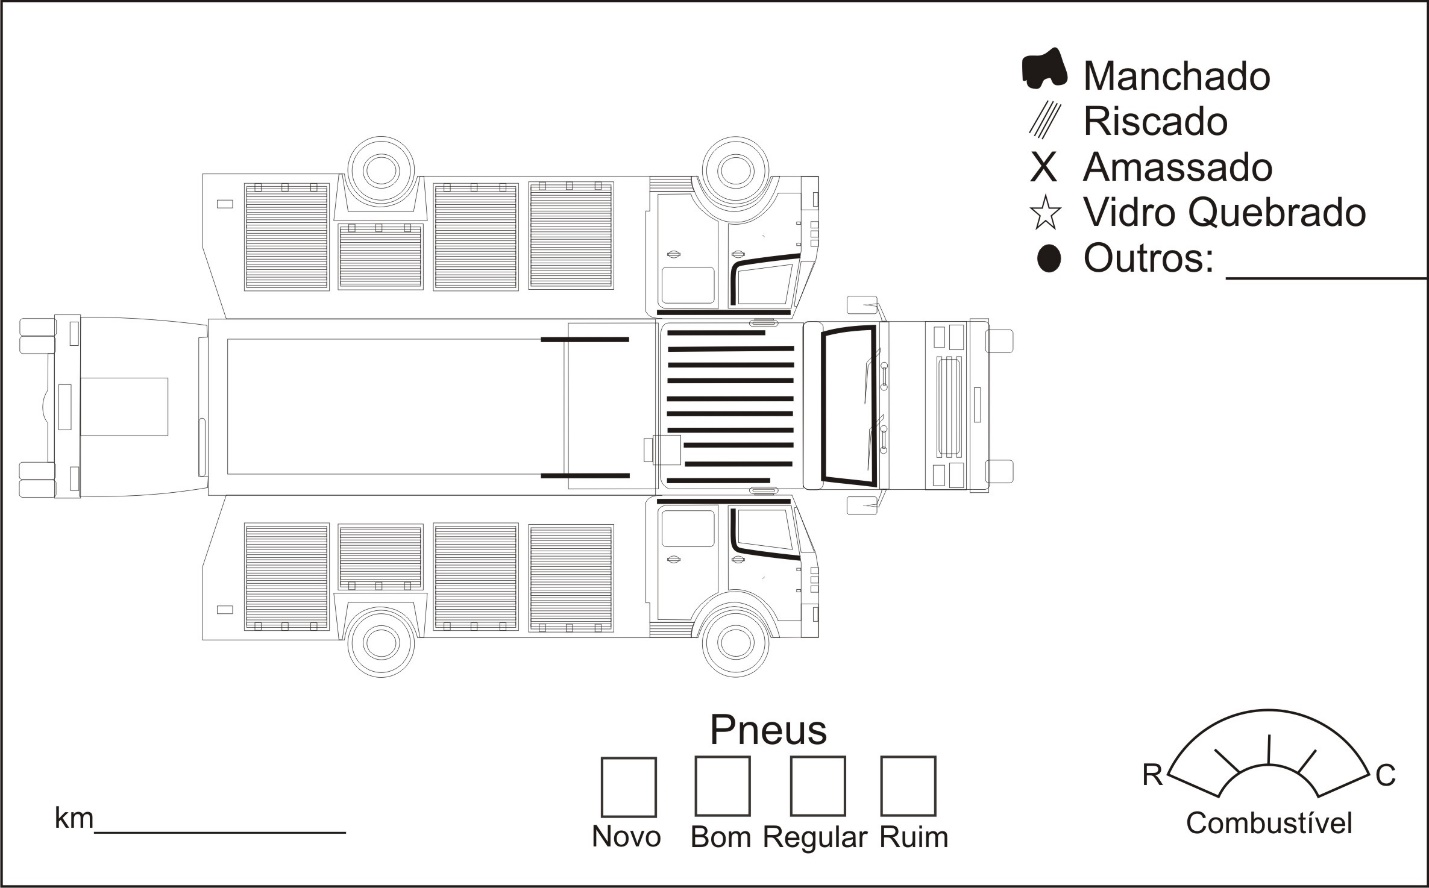 Manchado
Riscado
X Amassado
Vidro Quebrado
Outros:
Pneus
Novo Bom Regular Ruim
km
R C
Combustível